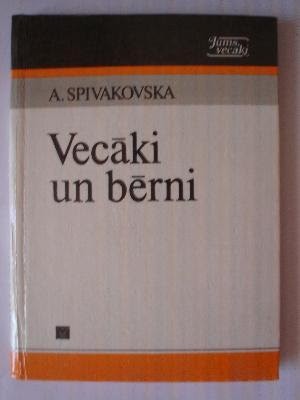 Jums,
vecāki
A. SPIVAKOVSKA
Vecāki
un bērni